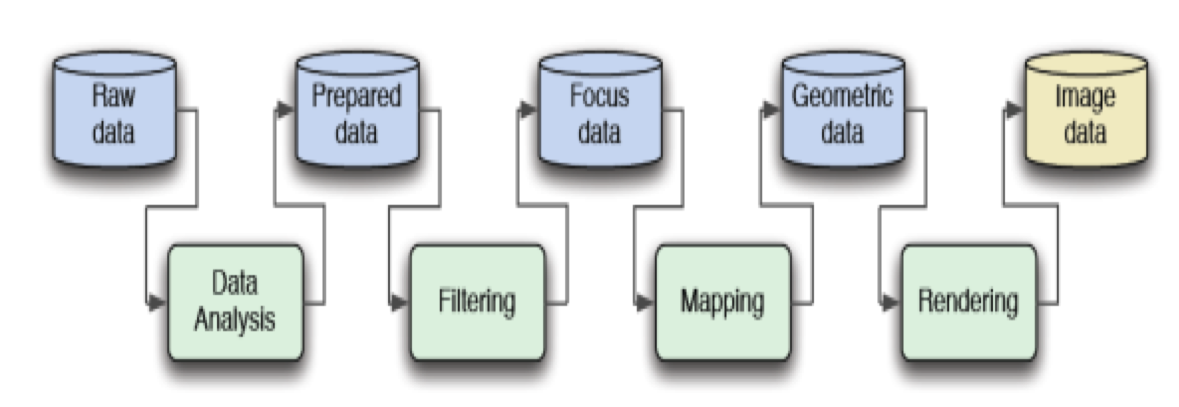 Raw
data
Prepared
data
Focus
data
Geometric
data
Image
data
Data
Analysis
Filtering
Mapping
Rendering